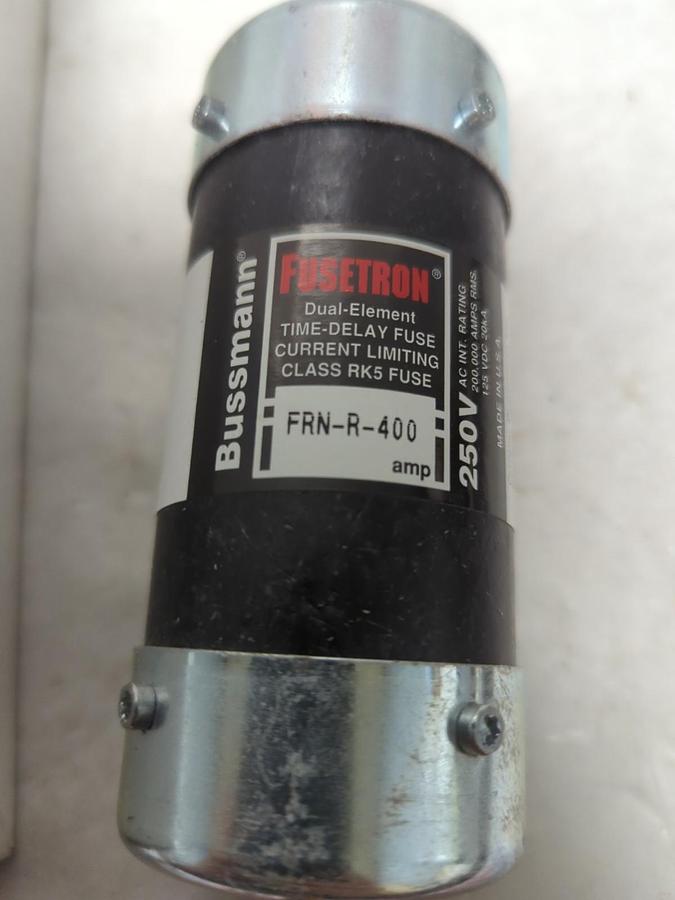 Bussmann®
FUSETRON®
Dual-Element
TIME-DELAY FUSE
CURRENT LIMITING
CLASS RK5 FUSE
FRN-R-400
amp
250V
AC INT. RATING
200,000 AMPS RMS.
125 VDC 20kA
MADE IN U.S.A.